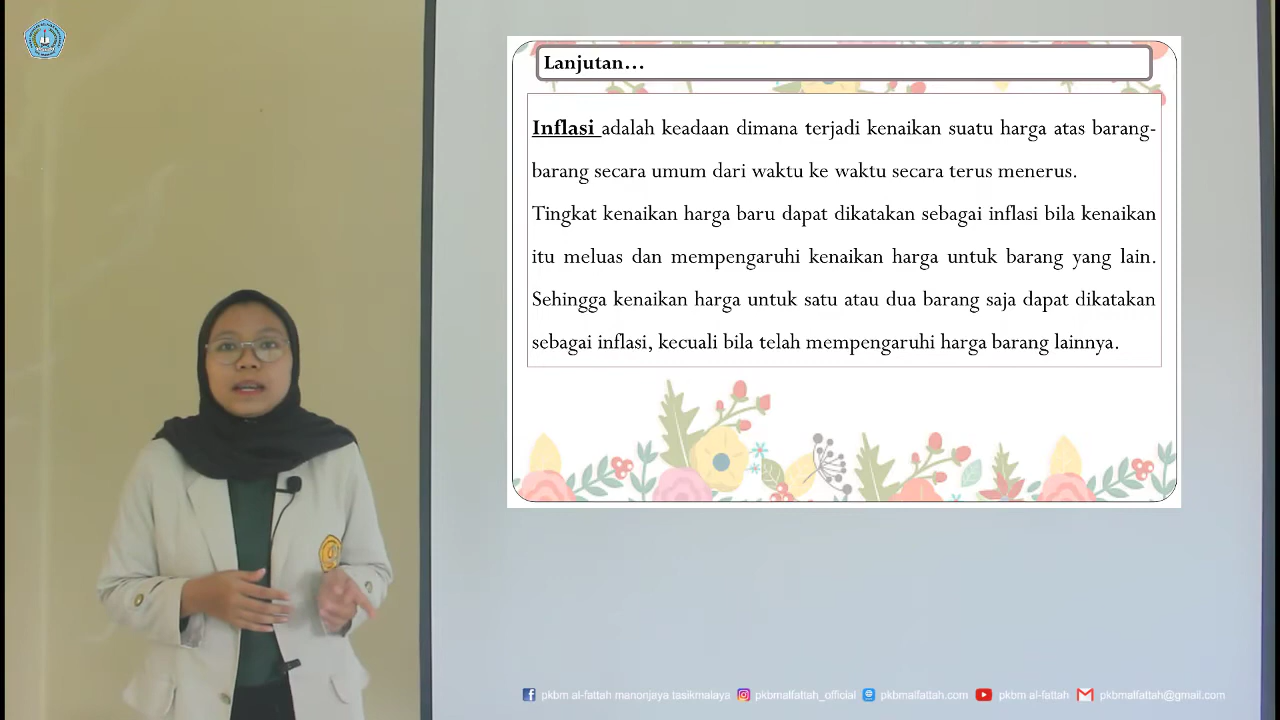 Lanjutan...
Inflasi adalah keadaan dimana terjadi kenaikan suatu harga atas barang-
barang secara umum dari waktu ke waktu secara terus menerus.
Tingkat kenaikan harga baru dapat dikatakan sebagai inflasi bila kenaikan
itu meluas dan mempengaruhi kenaikan harga untuk barang yang lain.
Sehingga kenaikan harga untuk satu atau dua barang saja dapat dikatakan
sebagai inflasi, kecuali bila telah mempengaruhi harga barang lainnya.
pkbm al-fattah manonjaya tasikmalaya pkbmalfattah_official pkbmalfattah.com pkbm al-fattah pkbmalfattah@gmail.com